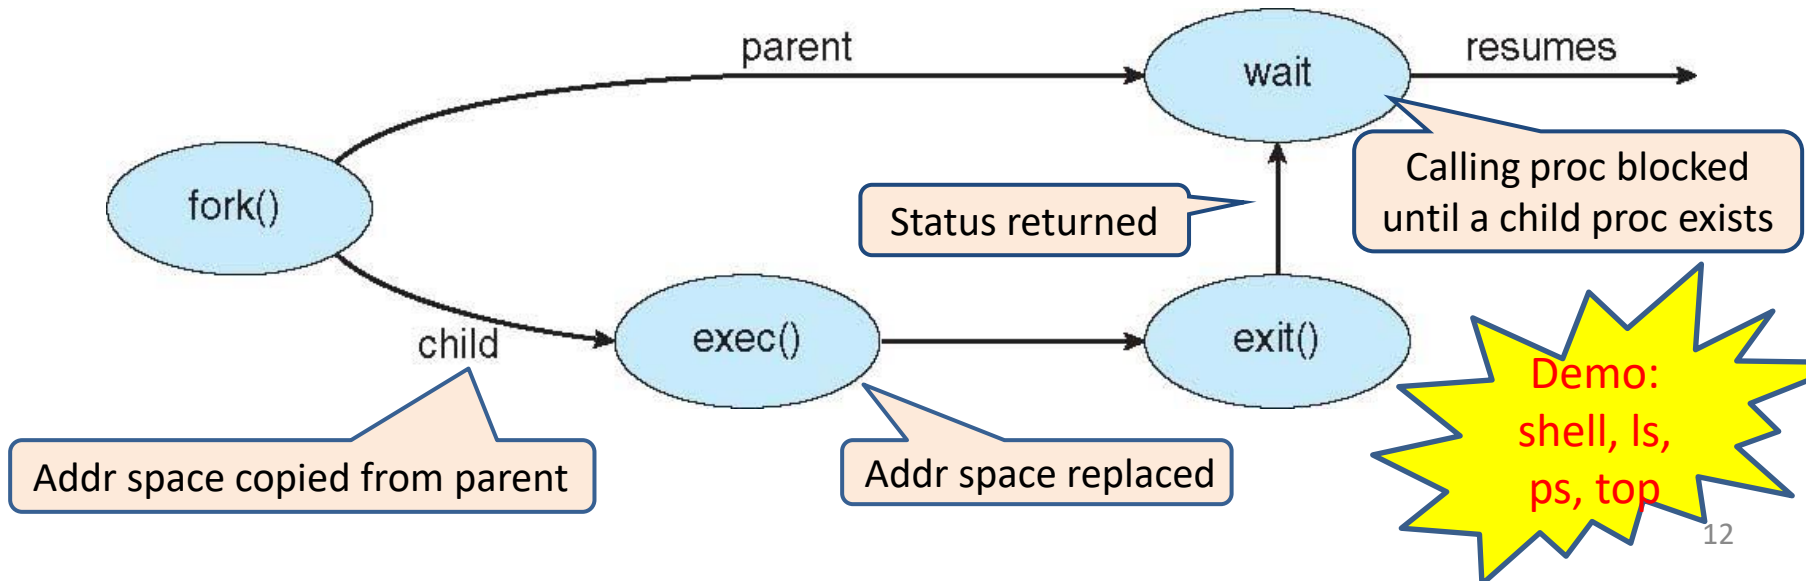 parent
wait
resumes
Calling proc blocked
until a child proc exists
fork()
Status returned
child
exec()
exit()
Addr space copied from parent
Addr space replaced
Demo:
shell, ls,
ps, top
12